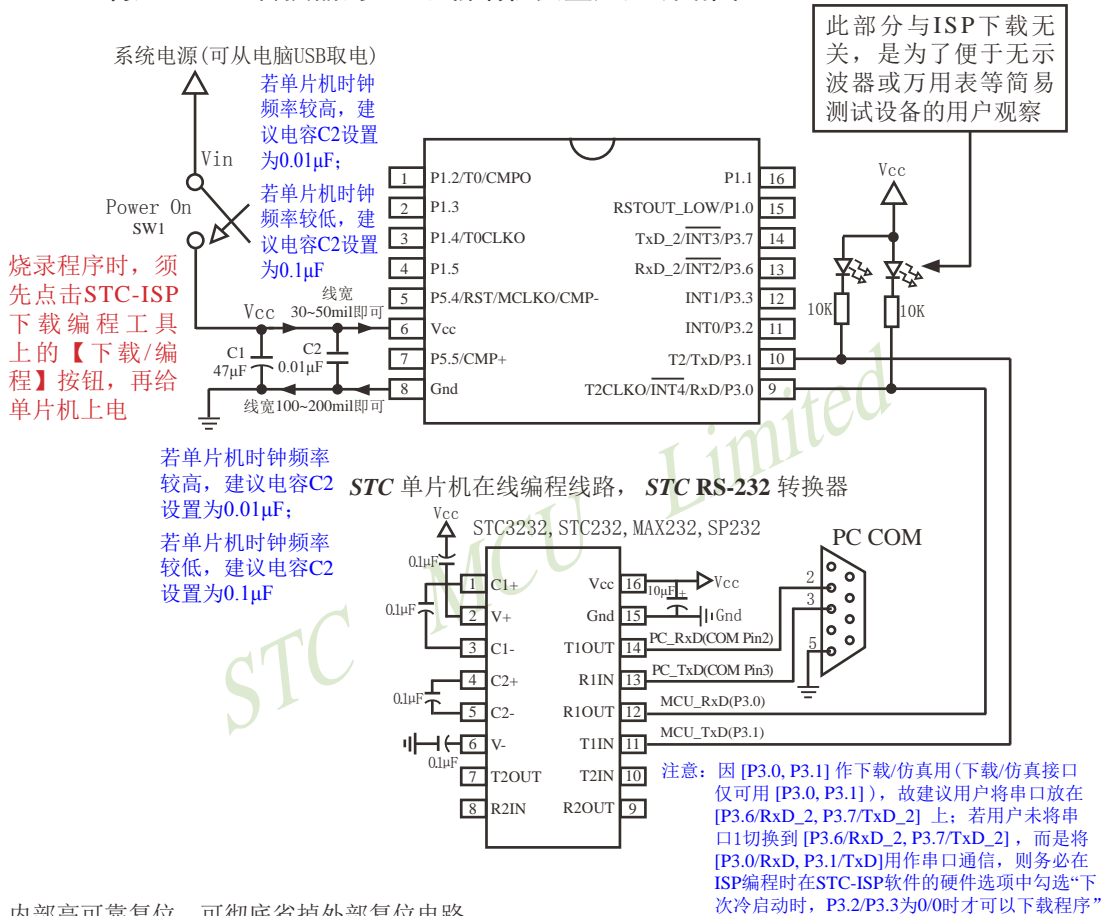 此部分与ISP下载无
关，是为了便于无示
波器或万用表等简易
测试设备的用户观察
系统电源(可从电脑USB取电)
若单片机时钟
频率较高，建
议电容C2设置
为0.01μF；
若单片机时钟
频率较低，建
议电容C2设置
为0.1μF
Vin
Power On
SW1
烧录程序时，须
先点击STC-ISP
下载编程工具
上的【下载/编
程】按钮，再给
单片机上电
Vcc
线宽
30~50mil即可
C1
47μF
C2
0.01μF
线宽100~200mil即可
1 P1.2/T0/CMPO
2 P1.3
3 P1.4/T0CLKO
4 P1.5
5 P5.4/RST/MCLKO/CMP-
6 Vcc
7 P5.5/CMP+
8 Gnd
P1.1 16
RSTOUT_LOW/P1.0 15
TxD_2/INT3/P3.7 14
RxD_2/INT2/P3.6 13
INT1/P3.3 12
INT0/P3.2 11
T2/TxD/P3.1 10
T2CLKO/INT4/RxD/P3.0 9
Vcc
10K
10K
若单片机时钟频率
较高，建议电容C2
设置为0.01μF；
若单片机时钟频率
较低，建议电容C2
设置为0.1μF
STC 单片机在线编程线路， STC RS-232 转换器
STC3232,STC232,MAX232,SP232
Vcc
0.1μF
0.1μF
0.1μF
0.1μF
1 C1+
2 V+
3 C1-
4 C2+
5 C2-
6 V-
7 T2OUT
8 R2IN
Vcc 16
Gnd 15
T1OUT 14
R1IN 13
R1OUT 12
T1IN 11
T2IN 10
R2OUT 9
10μF
+
Vcc
Gnd
PC_RxD(COM Pin2)
PC_TxD(COM Pin3)
MCU_RxD(P3.0)
MCU_TxD(P3.1)
PC COM
2
3
5
STC MCU Limited
注意：因 [P3.0, P3.1] 作下载/仿真用(下载/仿真接口
仅可用 [P3.0, P3.1] )，故建议用户将串口放在
[P3.6/RxD_2, P3.7/TxD_2] 上；若用户未将串
口1切换到 [P3.6/RxD_2, P3.7/TxD_2] ，而是将
[P3.0/RxD, P3.1/TxD]用作串口通信，则务必在
ISP编程时在STC-ISP软件的硬件选项中勾选“下
次冷启动时，P3.2/P3.3为0/0时才可以下载程序”
内部高可靠复位，可彻底省掉外部复位电路